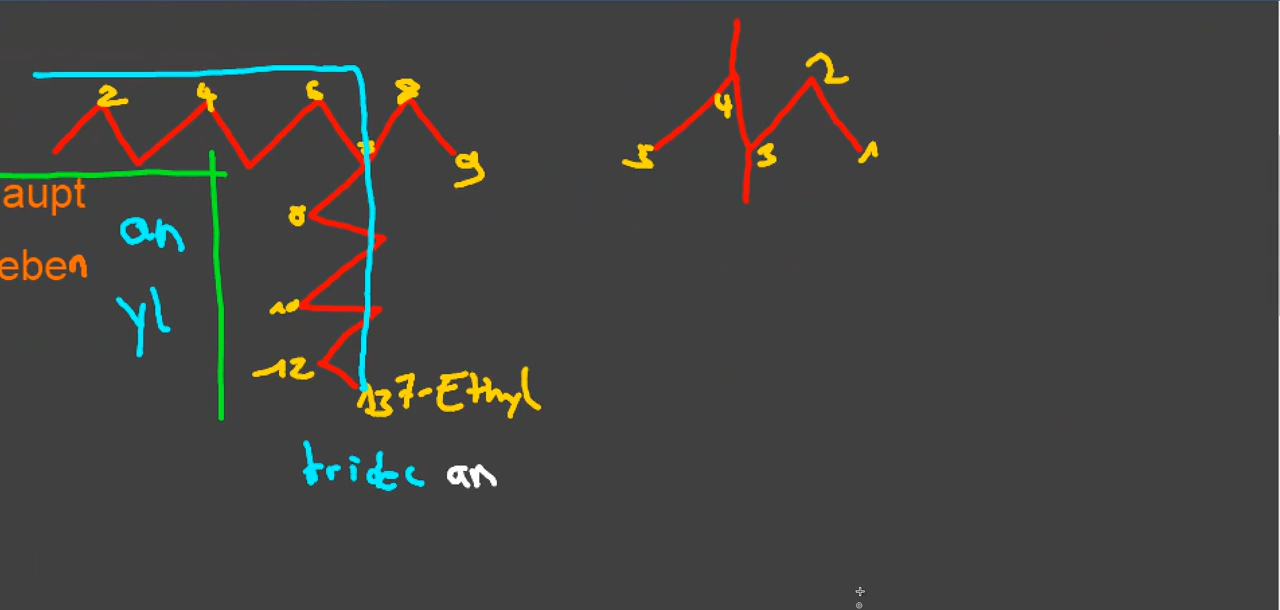 2 4 6 8
7 9
aupt
an
8
eben
yl
10
12
13 7-Ethyl
tridec an
2
4
5 3 1